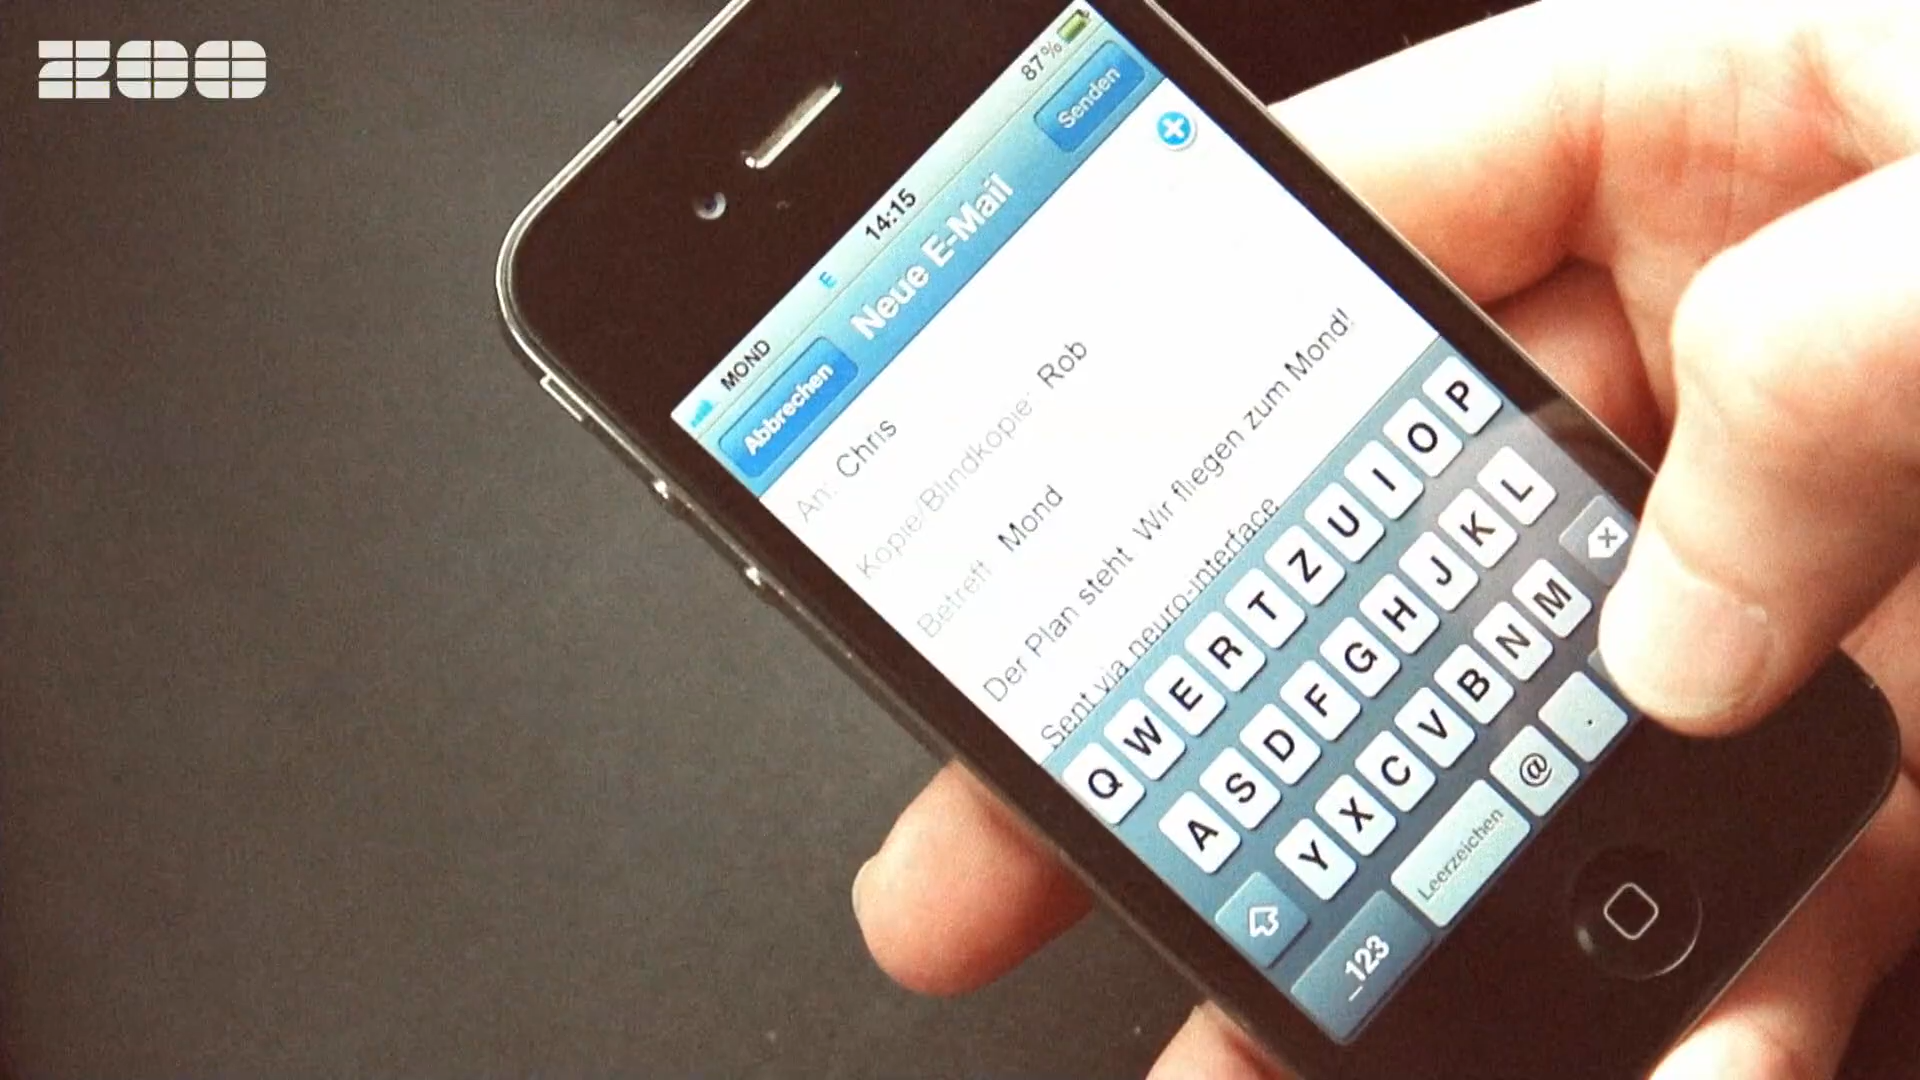 ZOO
MOND E 14:15 87%
Abbrechen Neue E-Mail Senden
An: Chris
Kopie/Blindkopie: Rob
Betreff: Mond
Der Plan steht. Wir fliegen zum Mond!
Sent via neuro-interface
Q W E R T Z U I O P
A S D F G H J K L
Y X C V B N M
_123 Leerzeichen @ .